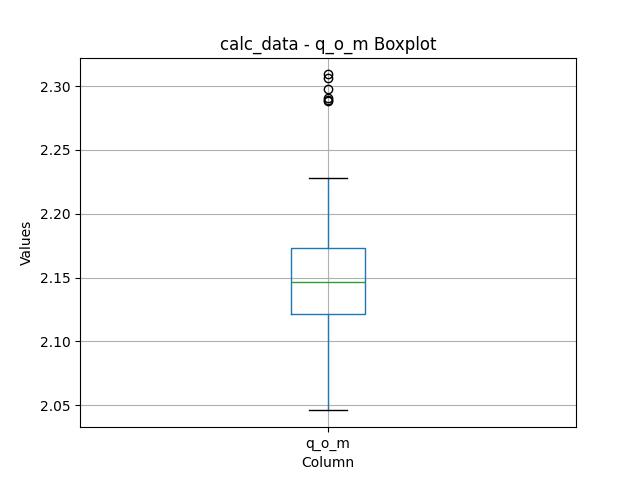 calc_data - q_o_m Boxplot
2.30
2.25
2.20
2.15
2.10
2.05
Values
q_o_m
Column